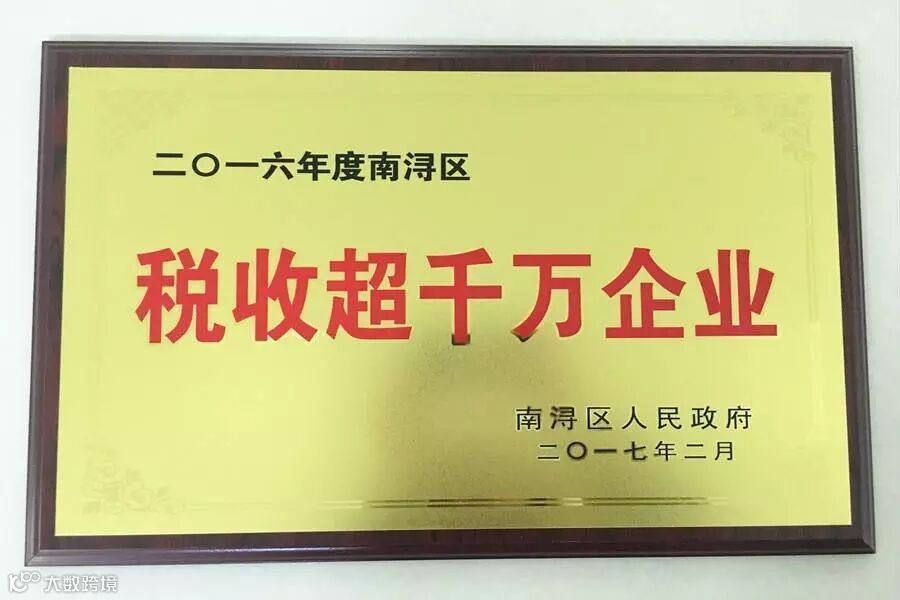 二〇一六年度南浔区
税收超千万企业
南浔区人民政府
二〇一七年二月
大数跨境